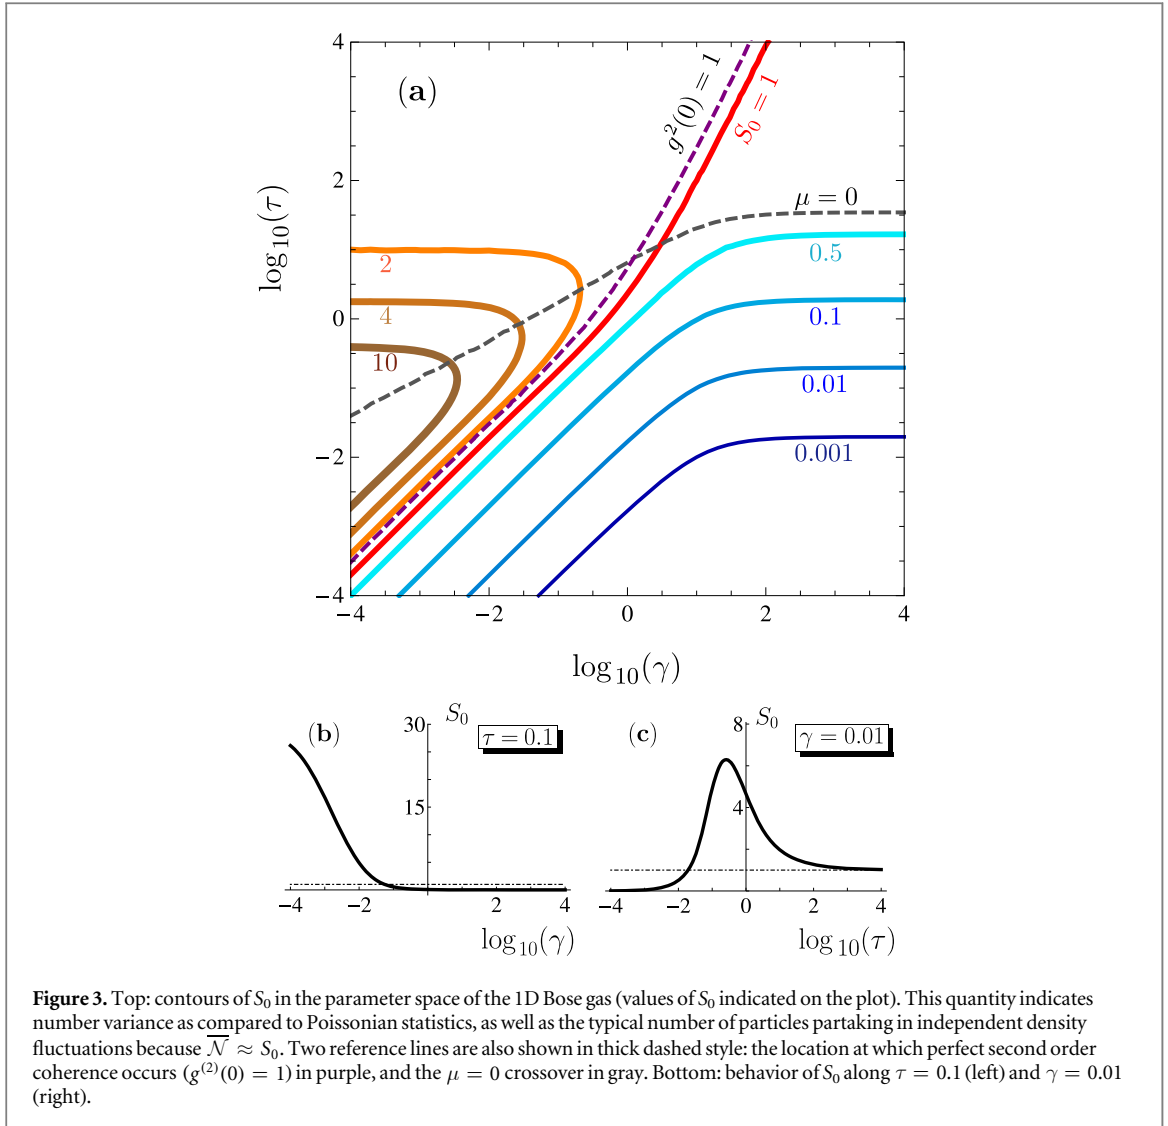 (a)
g²(0) = 1
S₀ = 1
μ = 0
0.5
0.1
0.01
0.001
2
4
10
4
2
0
−2
−4
log₁₀(τ)
−4 −2 0 2 4
log₁₀(γ)
(b)
S₀
τ = 0.1
30
15
−4 −2 2 4
log₁₀(γ)
(c)
S₀
γ = 0.01
8
4
−4 −2 0 2 4
log₁₀(τ)
Figure 3. Top: contours of S₀ in the parameter space of the 1D Bose gas (values of S₀ indicated on the plot). This quantity indicates
number variance as compared to Poissonian statistics, as well as the typical number of particles partaking in independent density
fluctuations because 𝒩̅ ≈ S₀. Two reference lines are also shown in thick dashed style: the location at which perfect second order
coherence occurs (g⁽²⁾(0) = 1) in purple, and the μ = 0 crossover in gray. Bottom: behavior of S₀ along τ = 0.1 (left) and γ = 0.01
(right).